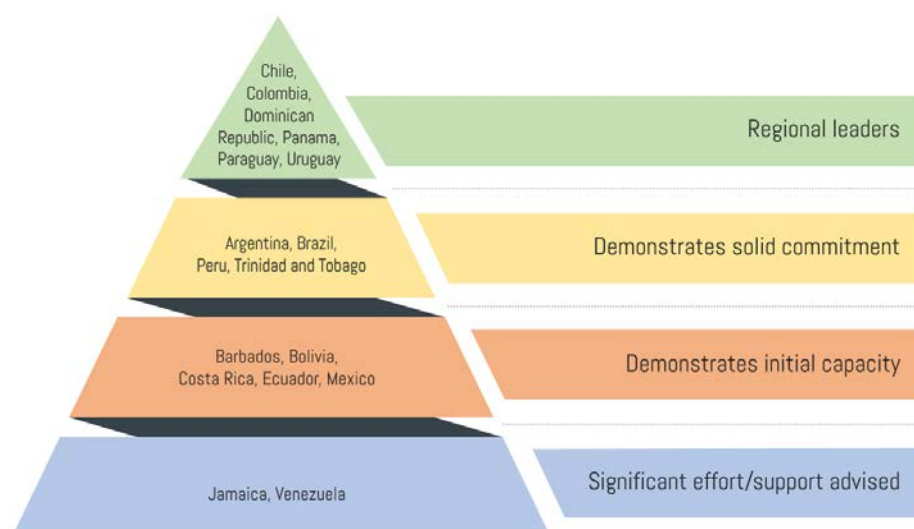 Chile,
Colombia,
Dominican
Republic, Panama,
Paraguay, Uruguay
Regional leaders
Argentina, Brazil,
Peru, Trinidad and Tobago
Demonstrates solid commitment
Barbados, Bolivia,
Costa Rica, Ecuador, Mexico
Demonstrates initial capacity
Jamaica, Venezuela
Significant effort/support advised